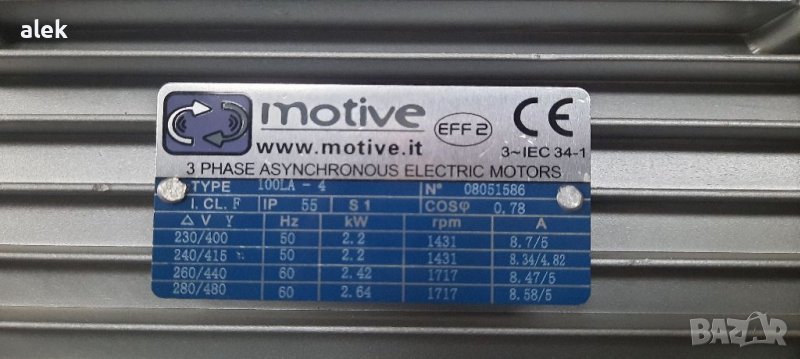 alek
motive
EFF2
CE
www.motive.it
3~IEC 34-1
3 PHASE ASYNCHRONOUS ELECTRIC MOTORS
TYPE 100LA - 4 N° 08051586
I. CL. F IP 55 S 1 COSφ 0.78
△ V Y Hz kW rpm A
230/400 50 2.2 1431 8.7/5
240/415 50 2.2 1431 8.34/4.82
260/440 60 2.42 1717 8.47/5
280/480 60 2.64 1717 8.58/5
BAZAR